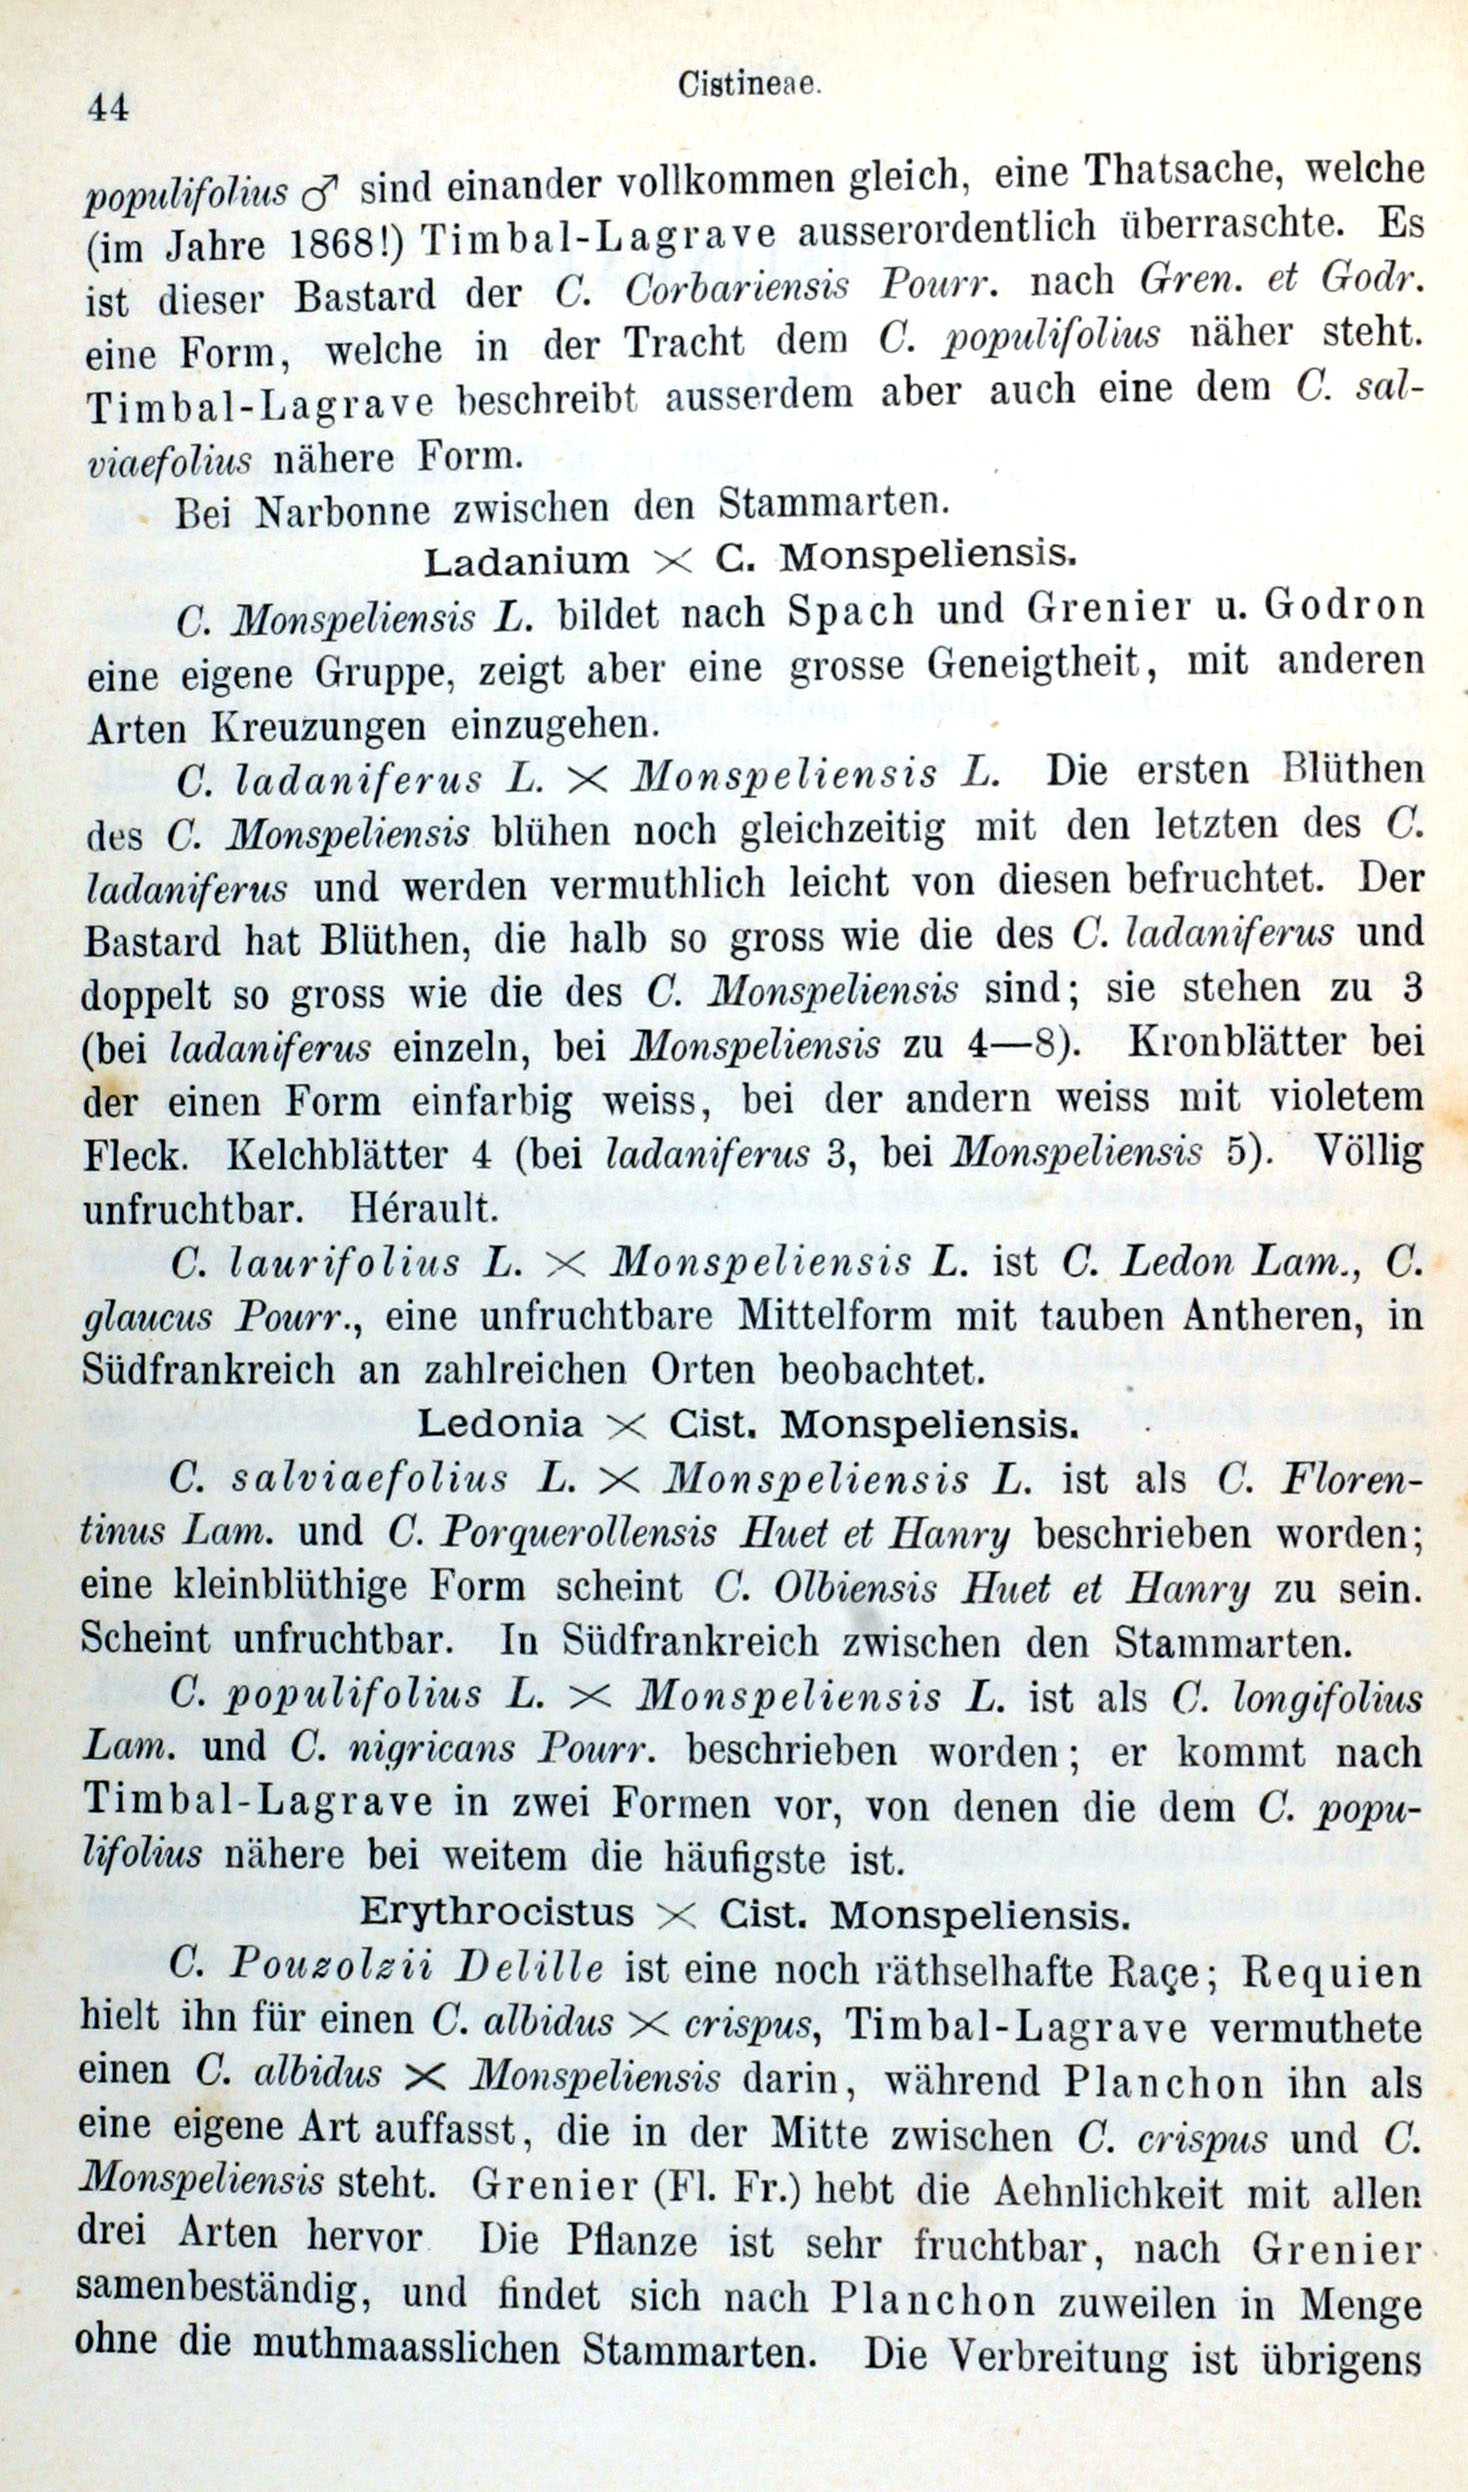 44
Cistineae.
populifolius ♂ sind einander vollkommen gleich, eine Thatsache, welche
(im Jahre 1868!) Timbal-Lagrave ausserordentlich überraschte. Es
ist dieser Bastard der C. Corbariensis Pourr. nach Gren. et Godr.
eine Form, welche in der Tracht dem C. populifolius näher steht.
Timbal-Lagrave beschreibt ausserdem aber auch eine dem C. sal-
viaefolius nähere Form.
Bei Narbonne zwischen den Stammarten.
Ladanium × C. Monspeliensis.
C. Monspeliensis L. bildet nach Spach und Grenier u. Godron
eine eigene Gruppe, zeigt aber eine grosse Geneigtheit, mit anderen
Arten Kreuzungen einzugehen.
C. ladaniferus L. × Monspeliensis L. Die ersten Blüthen
des C. Monspeliensis blühen noch gleichzeitig mit den letzten des C.
ladaniferus und werden vermuthlich leicht von diesen befruchtet. Der
Bastard hat Blüthen, die halb so gross wie die des C. ladaniferus und
doppelt so gross wie die des C. Monspeliensis sind; sie stehen zu 3
(bei ladaniferus einzeln, bei Monspeliensis zu 4—8). Kronblätter bei
der einen Form einfarbig weiss, bei der andern weiss mit violetem
Fleck. Kelchblätter 4 (bei ladaniferus 3, bei Monspeliensis 5). Völlig
unfruchtbar. Hérault.
C. laurifolius L. × Monspeliensis L. ist C. Ledon Lam., C.
glaucus Pourr., eine unfruchtbare Mittelform mit tauben Antheren, in
Südfrankreich an zahlreichen Orten beobachtet.
Ledonia × Cist. Monspeliensis.
C. salviaefolius L. × Monspeliensis L. ist als C. Floren-
tinus Lam. und C. Porquerollensis Huet et Hanry beschrieben worden;
eine kleinblüthige Form scheint C. Olbiensis Huet et Hanry zu sein.
Scheint unfruchtbar. In Südfrankreich zwischen den Stammarten.
C. populifolius L. × Monspeliensis L. ist als C. longifolius
Lam. und C. nigricans Pourr. beschrieben worden; er kommt nach
Timbal-Lagrave in zwei Formen vor, von denen die dem C. popu-
lifolius nähere bei weitem die häufigste ist.
Erythrocistus × Cist. Monspeliensis.
C. Pouzolzii Delille ist eine noch räthselhafte Raçe; Requien
hielt ihn für einen C. albidus × crispus, Timbal-Lagrave vermuthete
einen C. albidus × Monspeliensis darin, während Planchon ihn als
eine eigene Art auffasst, die in der Mitte zwischen C. crispus und C.
Monspeliensis steht. Grenier (Fl. Fr.) hebt die Aehnlichkeit mit allen
drei Arten hervor Die Pflanze ist sehr fruchtbar, nach Grenier
samenbeständig, und findet sich nach Planchon zuweilen in Menge
ohne die muthmaasslichen Stammarten. Die Verbreitung ist übrigens